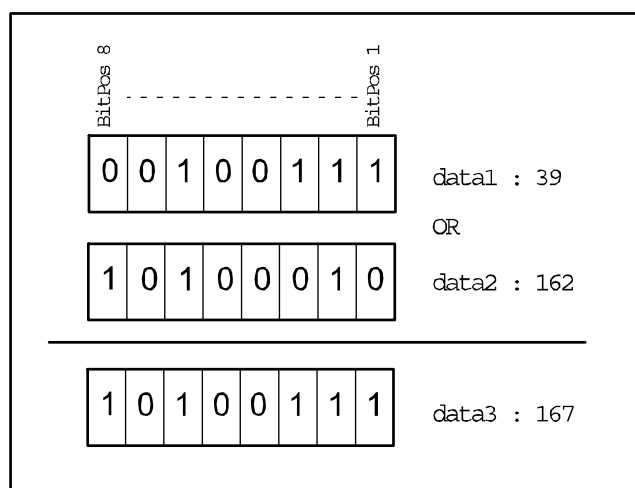 BitPos 8 - - - - - - - - - - - - - - BitPos 1
0 0 1 0 0 1 1 1 data1 : 39
OR
1 0 1 0 0 0 1 0 data2 : 162
1 0 1 0 0 1 1 1 data3 : 167